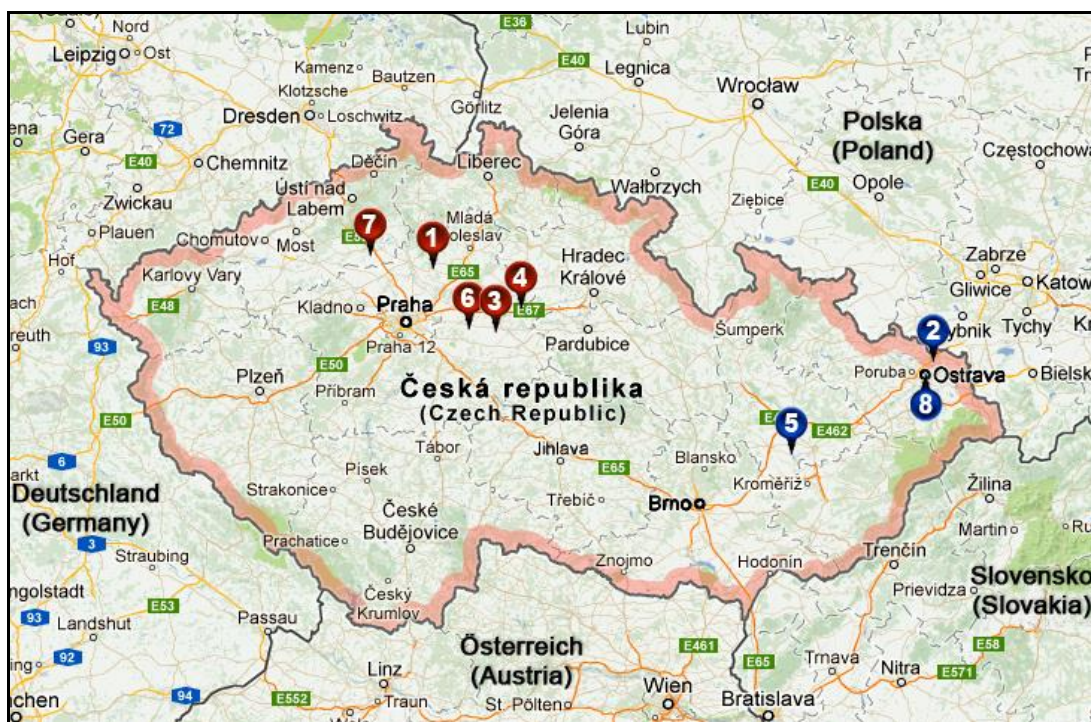 Nord
Leipzig
Ost
Lubin
E36
E40
Kamenz
Bautzen
Legnica
Klotzsche
Görlitz
Wrocław
Dresden
Loschwitz
Jelenia
Góra
72
Gera
E40
Chemnitz
Polska
(Poland)
Częstochowa
Děčín
Liberec
Wałbrzych
E40
Opole
Zwickau
Ústí nad
Labem
Ziębice
Plauen
7
1
Mladá
Chomutov
Most
Hof
Karlovy Vary
E65
4
Hradec
Králové
Zabrze
Gliwice
E48
Kladno
Praha
6
3
E67
Tychy
Praha 12
Pardubice
Šumperk
2
93
E50
Poruba
Ostrava
Plzeň
Příbram
Česká republika
(Czech Republic)
8
E50
5
E462
Tábor
Jihlava
6
Písek
E65
Blansko
Deutschland
(Germany)
Strakonice
Třebíč
Kroměříž
Žilina
České
Budějovice
Brno
3
Prachatice
Martin
Straubing
Znojmo
Hodonín
Trenčín
Český
Krumlov
Prievidza
Slovensko
(Slovakia)
E53
93
Landshut
Passau
Österreich
(Austria)
E461
E58
92
Linz
E65
Trnava
Nitra
E571
94
E552
Traun
St. Pölten
Wien
Bratislava